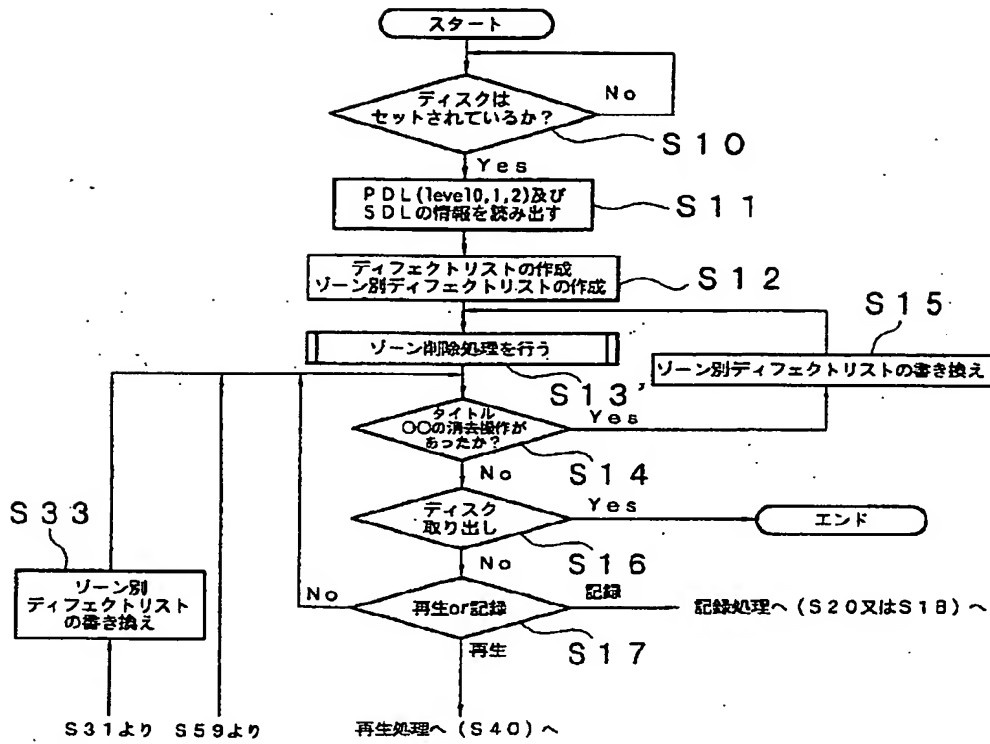 スタート
ディスクは
セットされているか?
No
S10
Yes
PDL(level0,1,2)及び
SDLの情報を読み出す
S11
ディフェクトリストの作成
ゾーン別ディフェクトリストの作成
S12
S15
ゾーン削除処理を行う
ゾーン別ディフェクトリストの書き換え
S13'
タイトル
○○の消去操作が
あったか?
Yes
S14
No
S33
ディスク
取り出し
Yes
エンド
S16
No
ゾーン別
ディフェクトリスト
の書き換え
No
再生or記録
記録
記録処理へ(S20又はS18)へ
S17
再生
S31より
S59より
再生処理へ(S40)へ